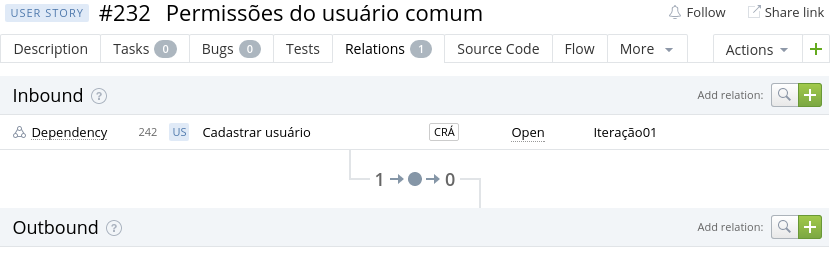 USER STORY #232 Permissões do usuário comum Follow Share link
Description Tasks 0 Bugs 0 Tests Relations 1 Source Code Flow More Actions +
Inbound ? Add relation: +
Dependency 242 US Cadastrar usuário CRÁ Open Iteração01
1 0
Outbound ? Add relation: +